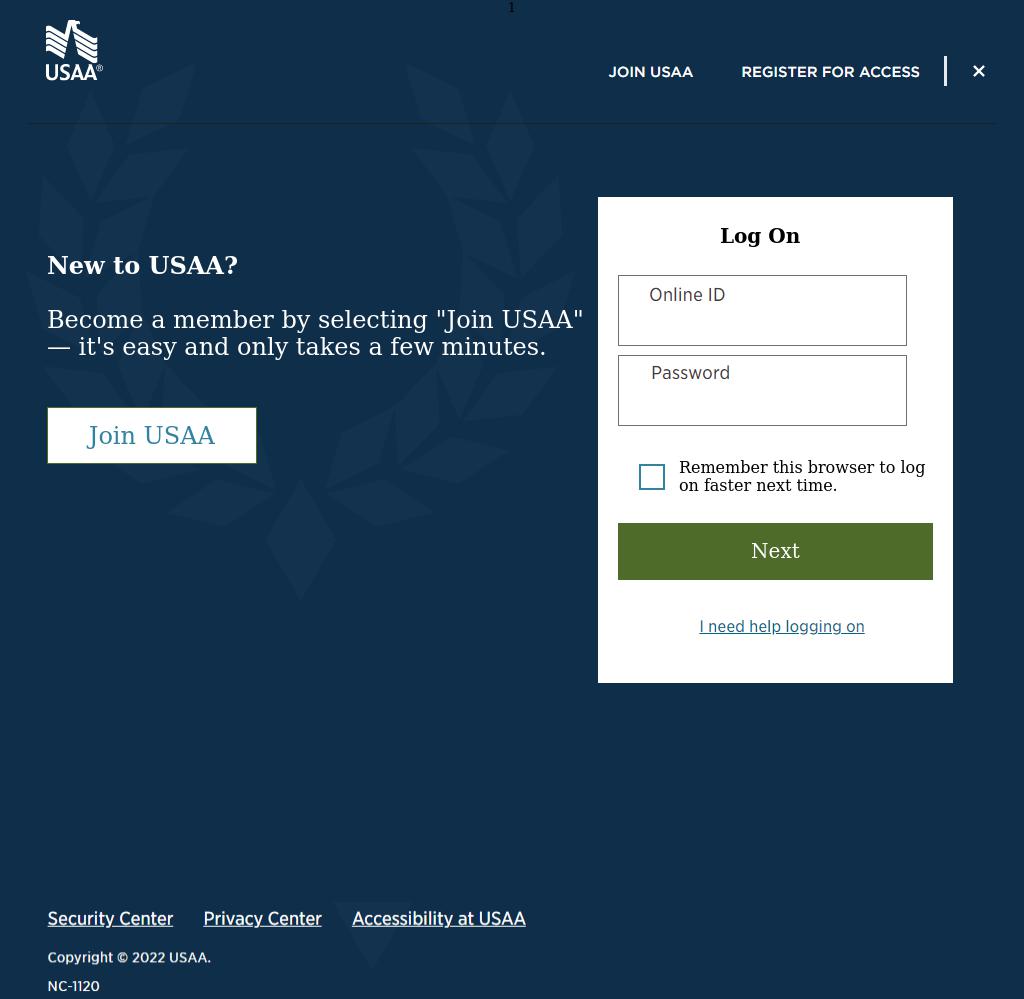 1
USAA®
JOIN USAA
REGISTER FOR ACCESS
New to USAA?
Become a member by selecting "Join USAA"
— it's easy and only takes a few minutes.
Join USAA
Log On
Online ID
Password
Remember this browser to log
on faster next time.
Next
I need help logging on
Security Center Privacy Center Accessibility at USAA
Copyright © 2022 USAA.
NC-1120